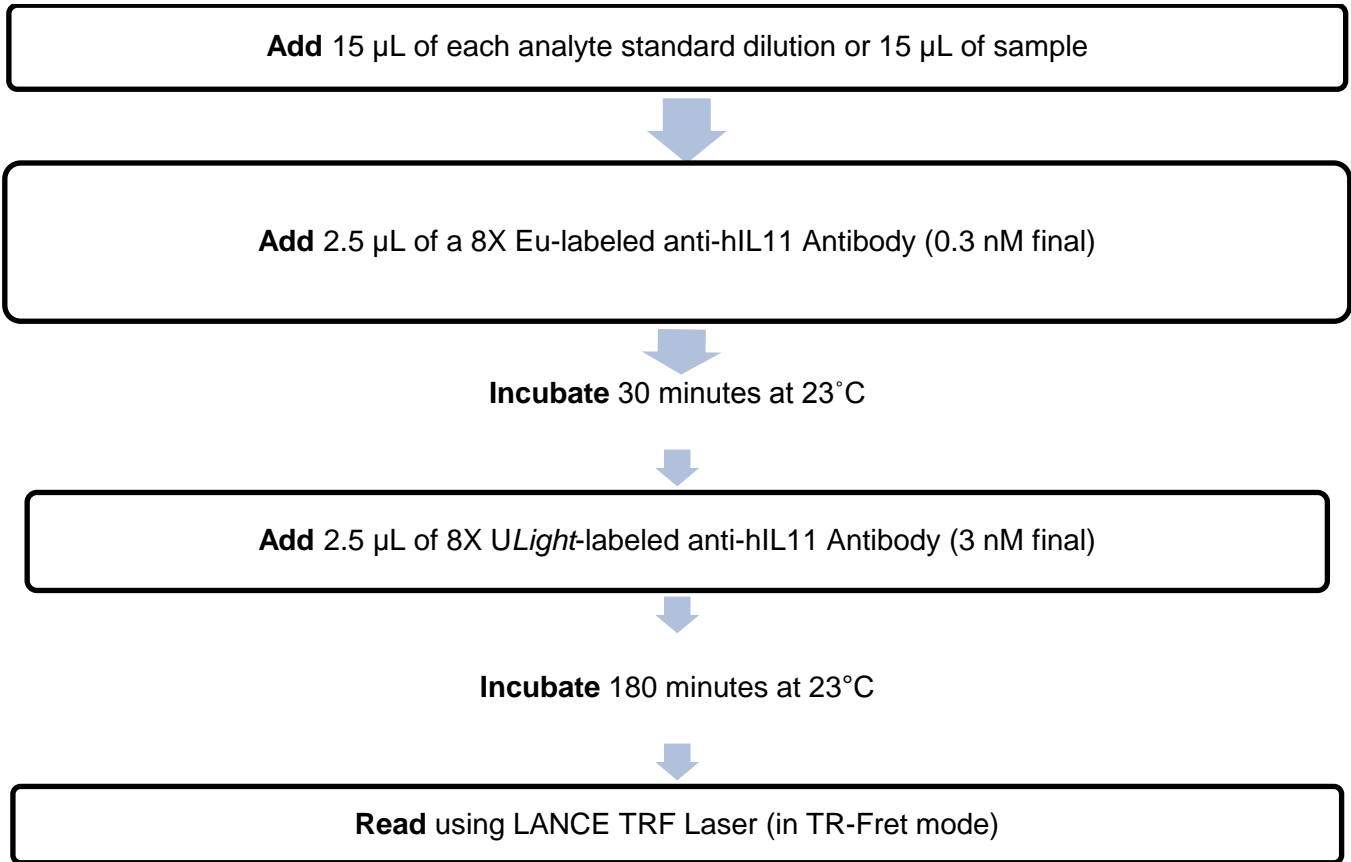 Add 15 µL of each analyte standard dilution or 15 µL of sample
Add 2.5 µL of a 8X Eu-labeled anti-hIL11 Antibody (0.3 nM final)
Incubate 30 minutes at 23˚C
Add 2.5 µL of 8X ULight-labeled anti-hIL11 Antibody (3 nM final)
Incubate 180 minutes at 23°C
Read using LANCE TRF Laser (in TR-Fret mode)